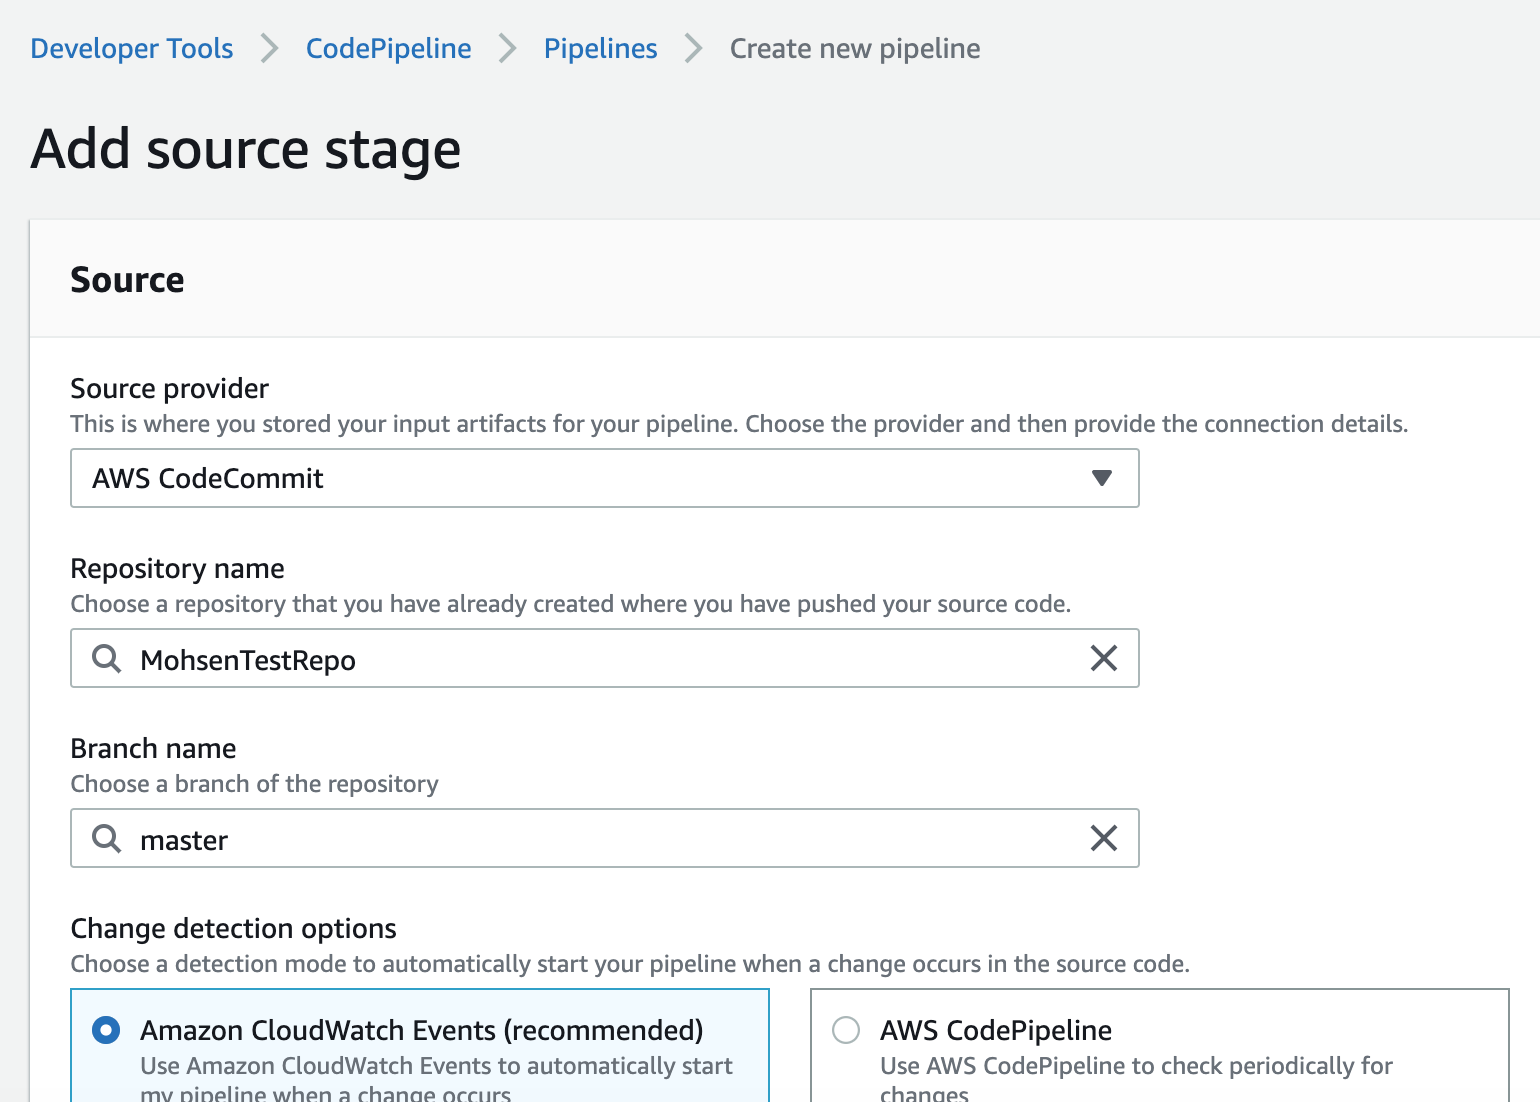 Developer Tools > CodePipeline > Pipelines > Create new pipeline
Add source stage
Source
Source provider
This is where you stored your input artifacts for your pipeline. Choose the provider and then provide the connection details.
AWS CodeCommit
Repository name
Choose a repository that you have already created where you have pushed your source code.
MohsenTestRepo
Branch name
Choose a branch of the repository
master
Change detection options
Choose a detection mode to automatically start your pipeline when a change occurs in the source code.
Amazon CloudWatch Events (recommended)
Use Amazon CloudWatch Events to automatically start
my pipeline when a change occurs
AWS CodePipeline
Use AWS CodePipeline to check periodically for
changes